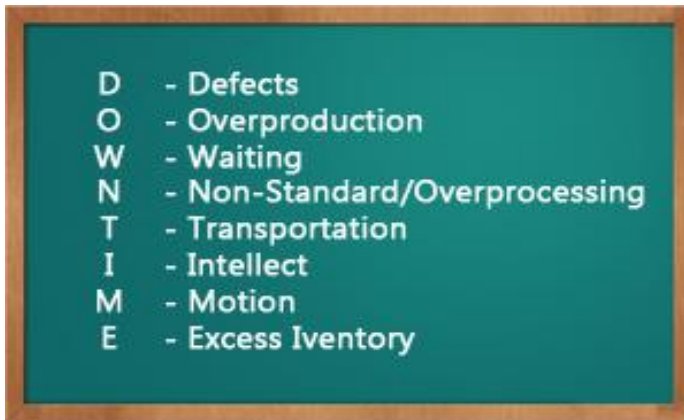 D - Defects
O - Overproduction
W - Waiting
N - Non-Standard/Overprocessing
T - Transportation
I - Intellect
M - Motion
E - Excess Iventory